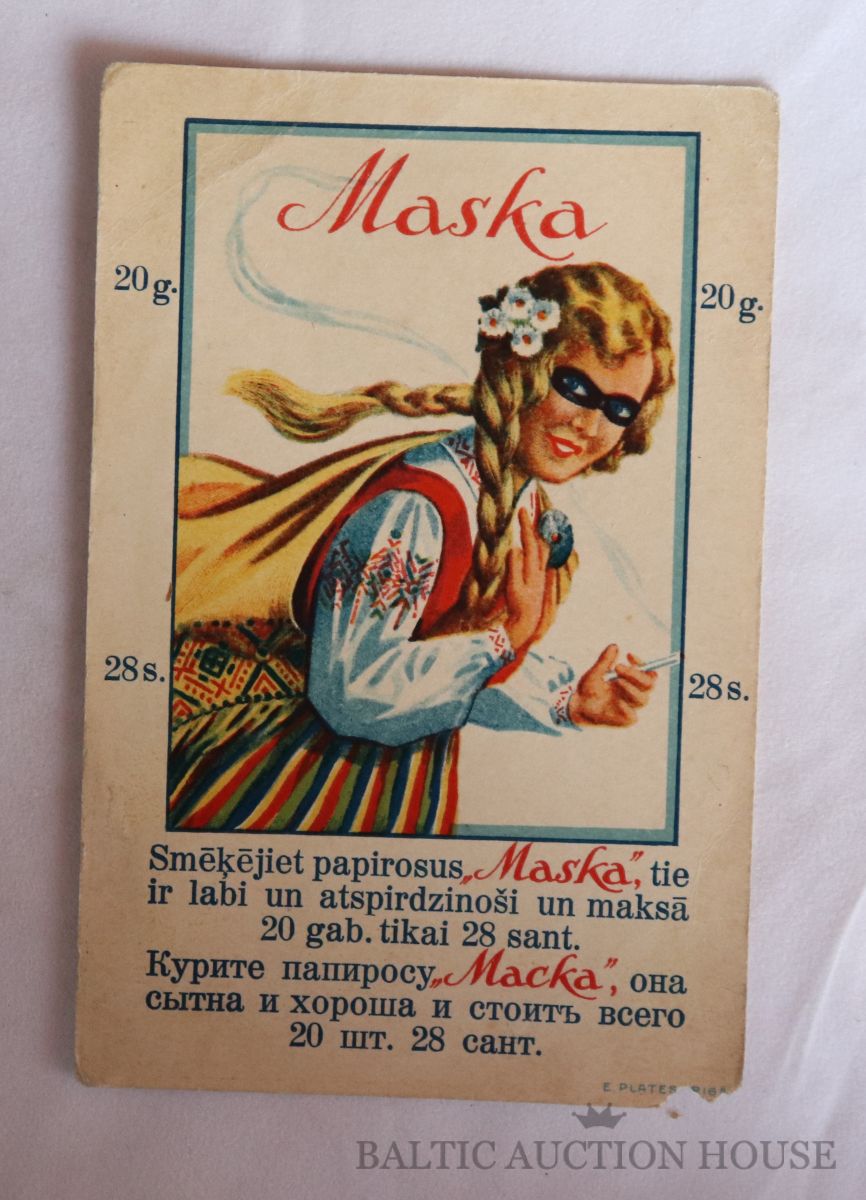 Maska
20 g.
20 g.
28 s.
28 s.
Smēķējiet papirosus „Maska”, tie
ir labi un atspirdzinoši un maksā
20 gab. tikai 28 sant.
Курите папиросу „Маска”, она
сытна и хороша и стоитъ всего
20 шт. 28 сант.
E. PLATES RIGA
BALTIC AUCTION HOUSE